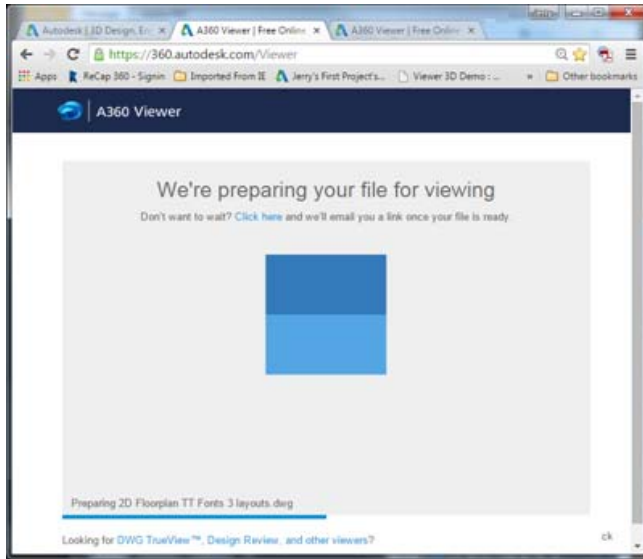 Autodesk | 3D Design, En
A360 Viewer | Free Online
A360 Viewer | Free Online
https://360.autodesk.com/Viewer
Apps ReCap 360 - Signin Imported From IE Jerry's First Project's... Viewer 3D Demo : ... » Other bookmarks
A360 Viewer
We're preparing your file for viewing
Don't want to wait? Click here and we'll email you a link once your file is ready.
Preparing 2D Floorplan TT Fonts 3 layouts.dwg
Looking for DWG TrueView™, Design Review, and other viewers?
ck